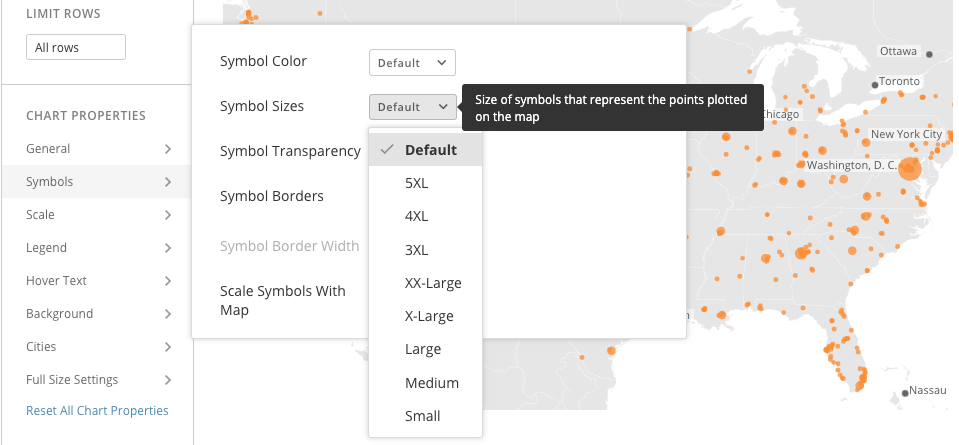 LIMIT ROWS
All rows
CHART PROPERTIES
General
Symbols
Scale
Legend
Hover Text
Background
Cities
Full Size Settings
Reset All Chart Properties
Symbol Color
Default
Symbol Sizes
Default
Size of symbols that represent the points plotted
on the map
Symbol Transparency
Symbol Borders
Symbol Border Width
Scale Symbols With
Map
Default
5XL
4XL
3XL
XX-Large
X-Large
Large
Medium
Small
Ottawa
Toronto
Chicago
New York City
Washington, D. C.
Nassau